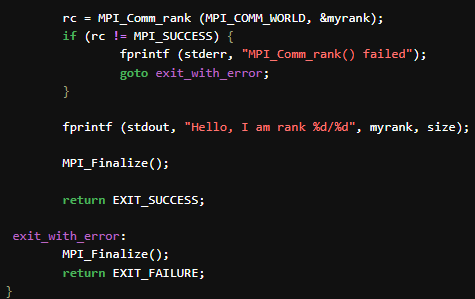 rc = MPI_Comm_rank (MPI_COMM_WORLD, &myrank);
if (rc != MPI_SUCCESS) {
fprintf (stderr, "MPI_Comm_rank() failed");
goto exit_with_error;
}
fprintf (stdout, "Hello, I am rank %d/%d", myrank, size);
MPI_Finalize();
return EXIT_SUCCESS;
exit_with_error:
MPI_Finalize();
return EXIT_FAILURE;
}